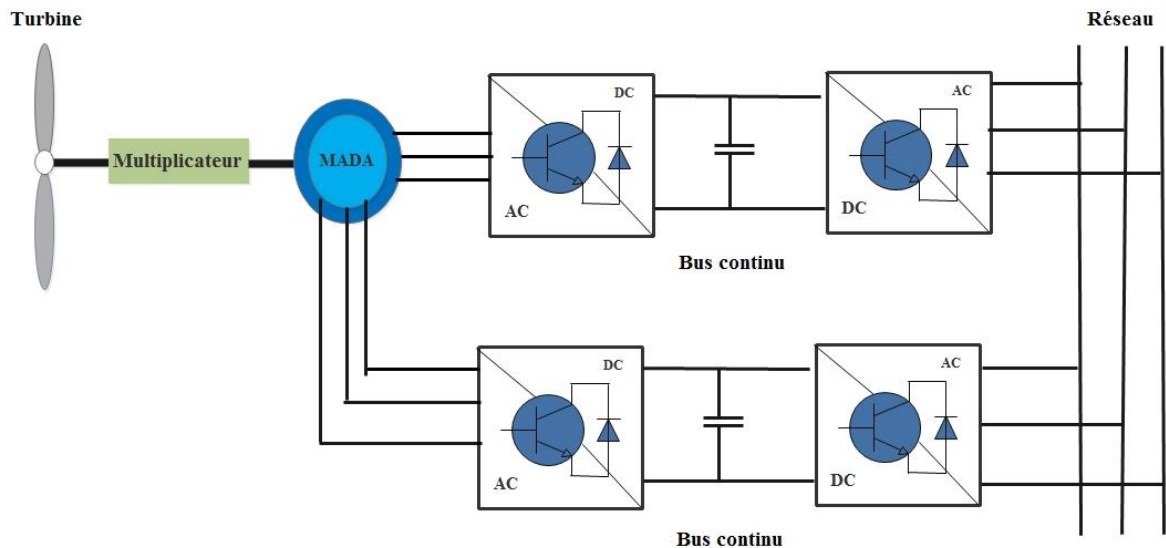 Turbine
Réseau
Multiplicateur
MADA
DC
AC
AC
DC
Bus continu
DC
AC
AC
DC
Bus continu